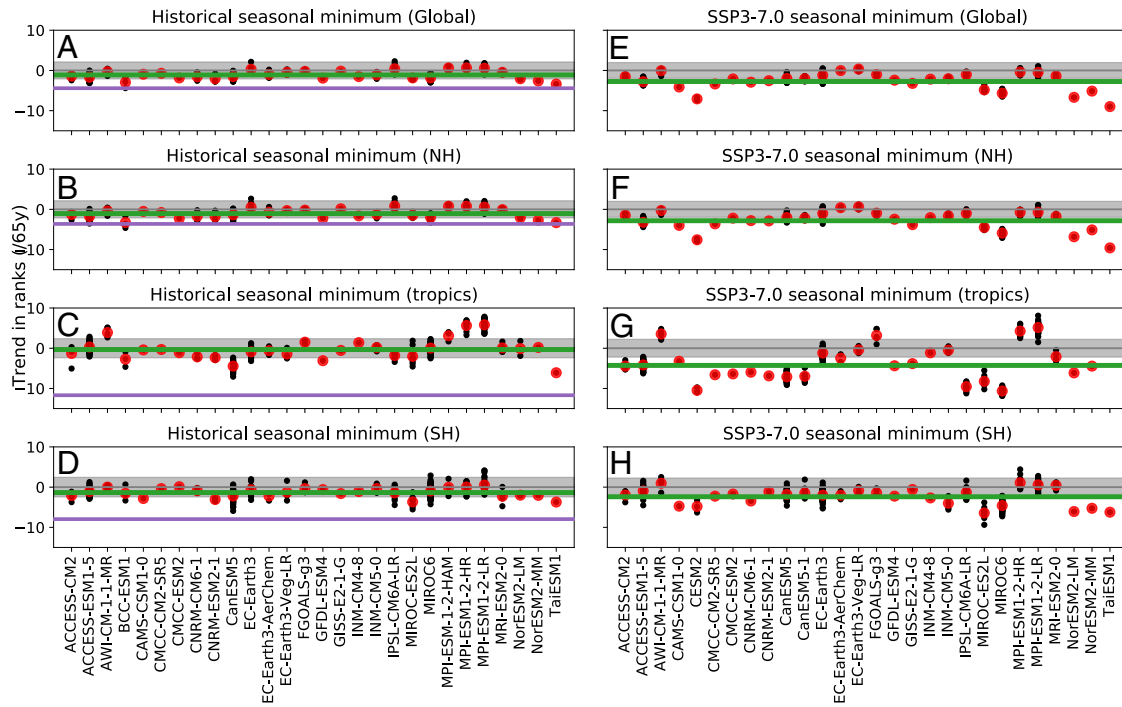 Historical seasonal minimum (Global)
SSP3-7.0 seasonal minimum (Global)
A
E
10
0
−10
Historical seasonal minimum (NH)
SSP3-7.0 seasonal minimum (NH)
B
F
10
0
−10
Historical seasonal minimum (tropics)
SSP3-7.0 seasonal minimum (tropics)
C
G
10
0
−10
Historical seasonal minimum (SH)
SSP3-7.0 seasonal minimum (SH)
D
H
10
0
−10
Trend in ranks (/65y)
ACCESS-CM2
ACCESS-ESM1-5
AWI-CM-1-1-MR
BCC-ESM1
CAMS-CSM1-0
CMCC-CM2-SR5
CMCC-ESM2
CNRM-CM6-1
CNRM-ESM2-1
CanESM5
EC-Earth3
EC-Earth3-AerChem
EC-Earth3-Veg-LR
FGOALS-g3
GFDL-ESM4
GISS-E2-1-G
INM-CM4-8
INM-CM5-0
IPSL-CM6A-LR
MIROC-ES2L
MIROC6
MPI-ESM-1-2-HAM
MPI-ESM1-2-HR
MPI-ESM1-2-LR
MRI-ESM2-0
NorESM2-LM
NorESM2-MM
TaiESM1
ACCESS-CM2
ACCESS-ESM1-5
AWI-CM-1-1-MR
CAMS-CSM1-0
CESM2
CMCC-CM2-SR5
CMCC-ESM2
CNRM-CM6-1
CNRM-ESM2-1
CanESM5
CanESM5-1
EC-Earth3
EC-Earth3-AerChem
EC-Earth3-Veg-LR
FGOALS-g3
GFDL-ESM4
GISS-E2-1-G
INM-CM4-8
INM-CM5-0
IPSL-CM6A-LR
MIROC-ES2L
MIROC6
MPI-ESM1-2-HR
MPI-ESM1-2-LR
MRI-ESM2-0
NorESM2-LM
NorESM2-MM
TaiESM1